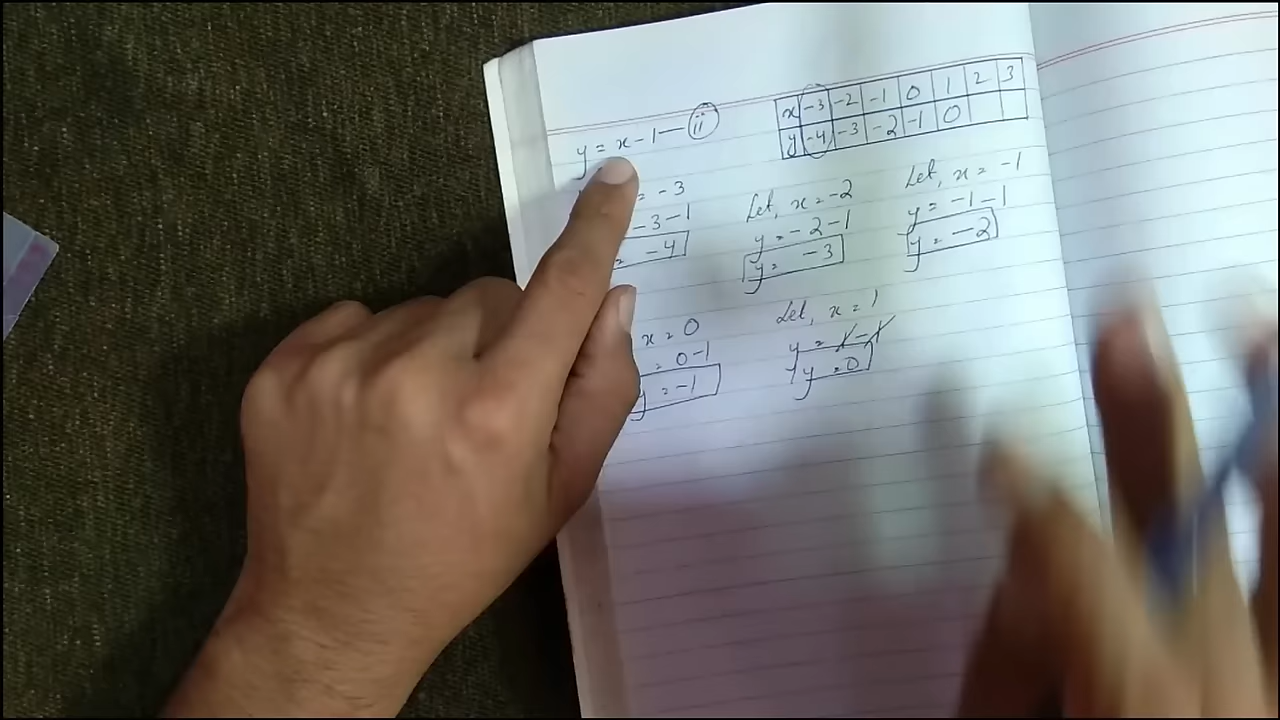 y = x - 1 — ii
x -3 -2 -1 0 1 2 3
y -4 -3 -2 -1 0
= -3
-3-1
= -4
Let, x = -2
y = -2-1
y = -3
Let, x = -1
y = -1-1
y = -2
x = 0
= 0-1
y = -1
Let, x = 1
y = 1-1
y = 0